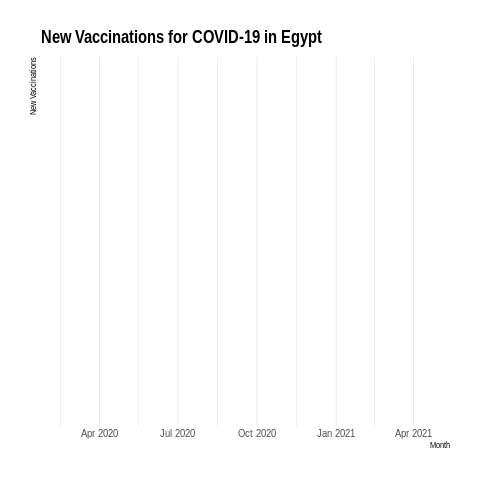 New Vaccinations for COVID-19 in Egypt
New Vaccinations
Apr 2020 Jul 2020 Oct 2020 Jan 2021 Apr 2021
Month